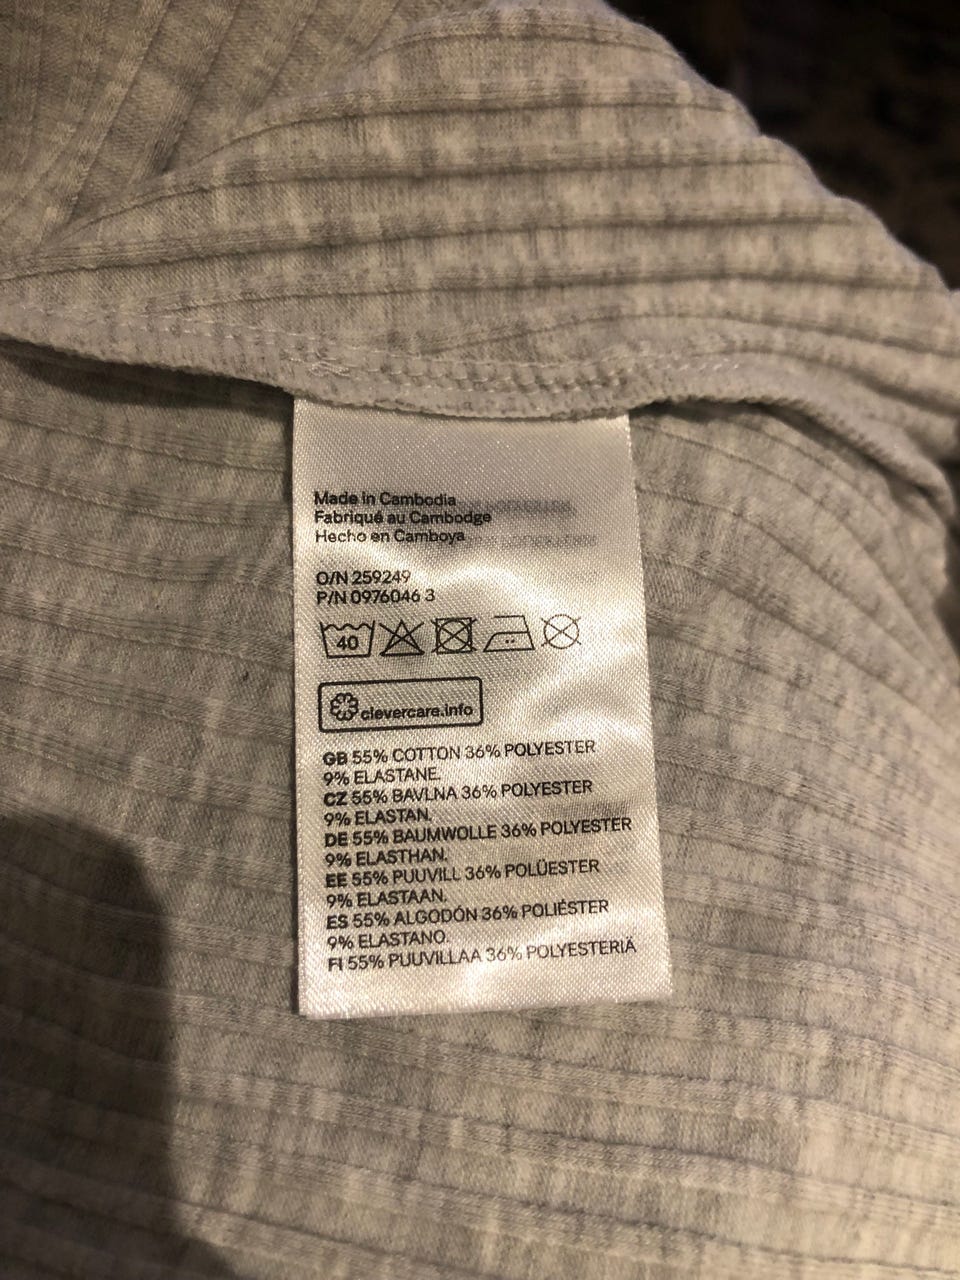 Made in Cambodia
Fabriqué au Cambodge
Hecho en Camboya
O/N 259249
P/N 0976046 3
40
clevercare.info
GB 55% COTTON 36% POLYESTER
9% ELASTANE.
CZ 55% BAVLNA 36% POLYESTER
9% ELASTAN.
DE 55% BAUMWOLLE 36% POLYESTER
9% ELASTHAN.
EE 55% PUUVILL 36% POLÜESTER
9% ELASTAAN.
ES 55% ALGODÓN 36% POLIÉSTER
9% ELASTANO.
FI 55% PUUVILLAA 36% POLYESTERIÄ